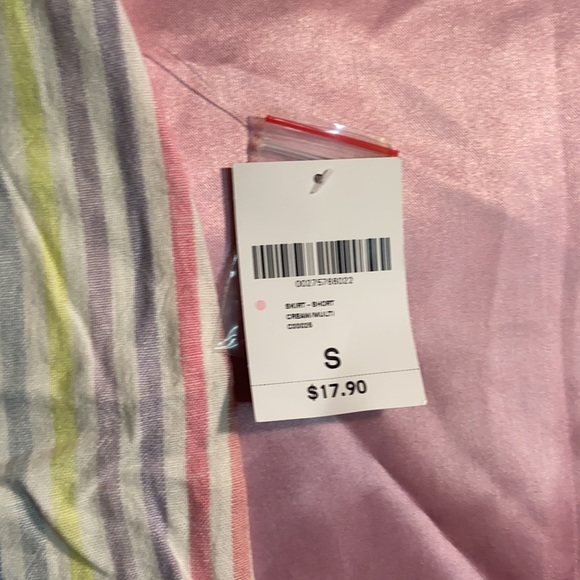 00275788022
SKIRT - SHORT
CREAM/MULTI
S
$17.90